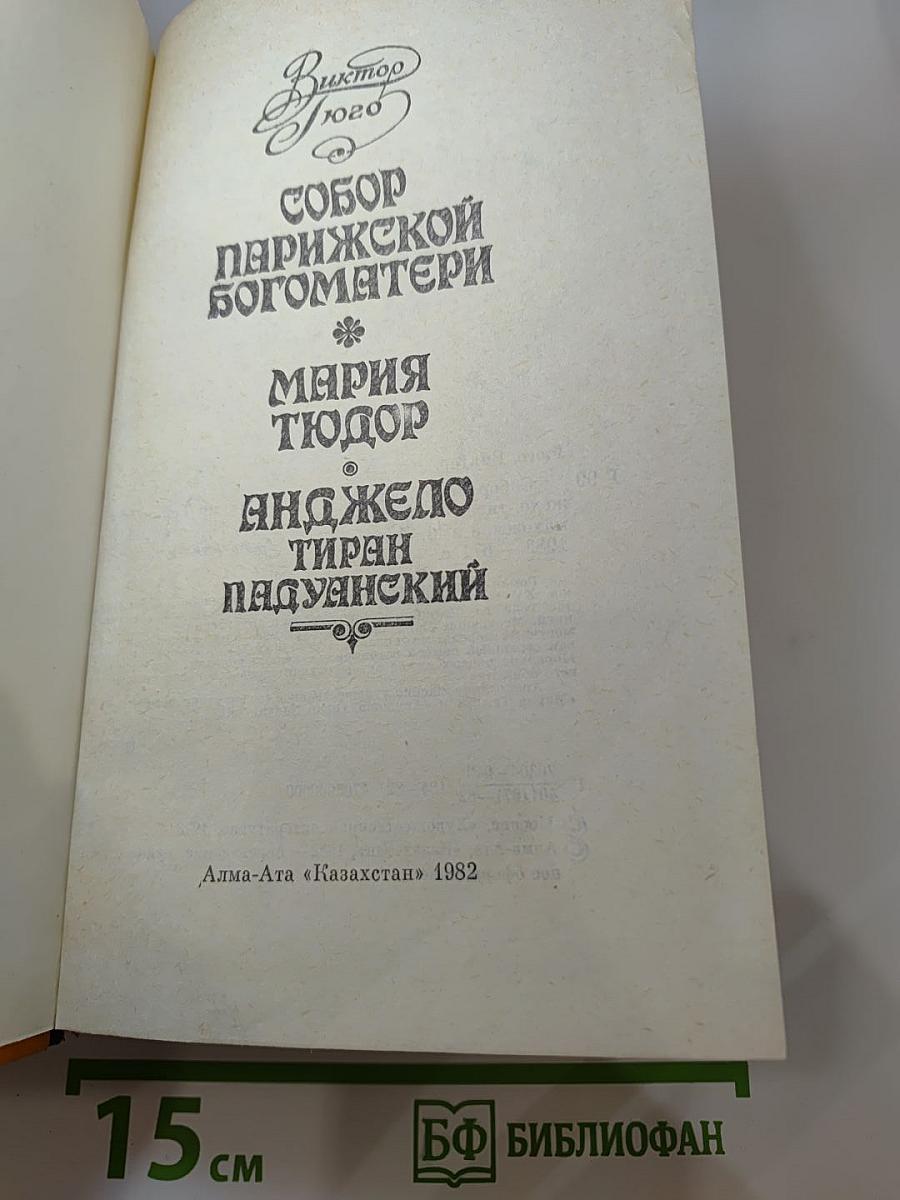 Виктор
Гюго
СОБОР
ПАРИЖСКОЙ
БОГОМАТЕРИ
МАРИЯ
ТЮДОР
АНДЖЕЛО
ТИРАН
ПАДУАНСКИЙ
Алма-Ата «Казахстан» 1982
15 см
БФ БИБЛИОФАН